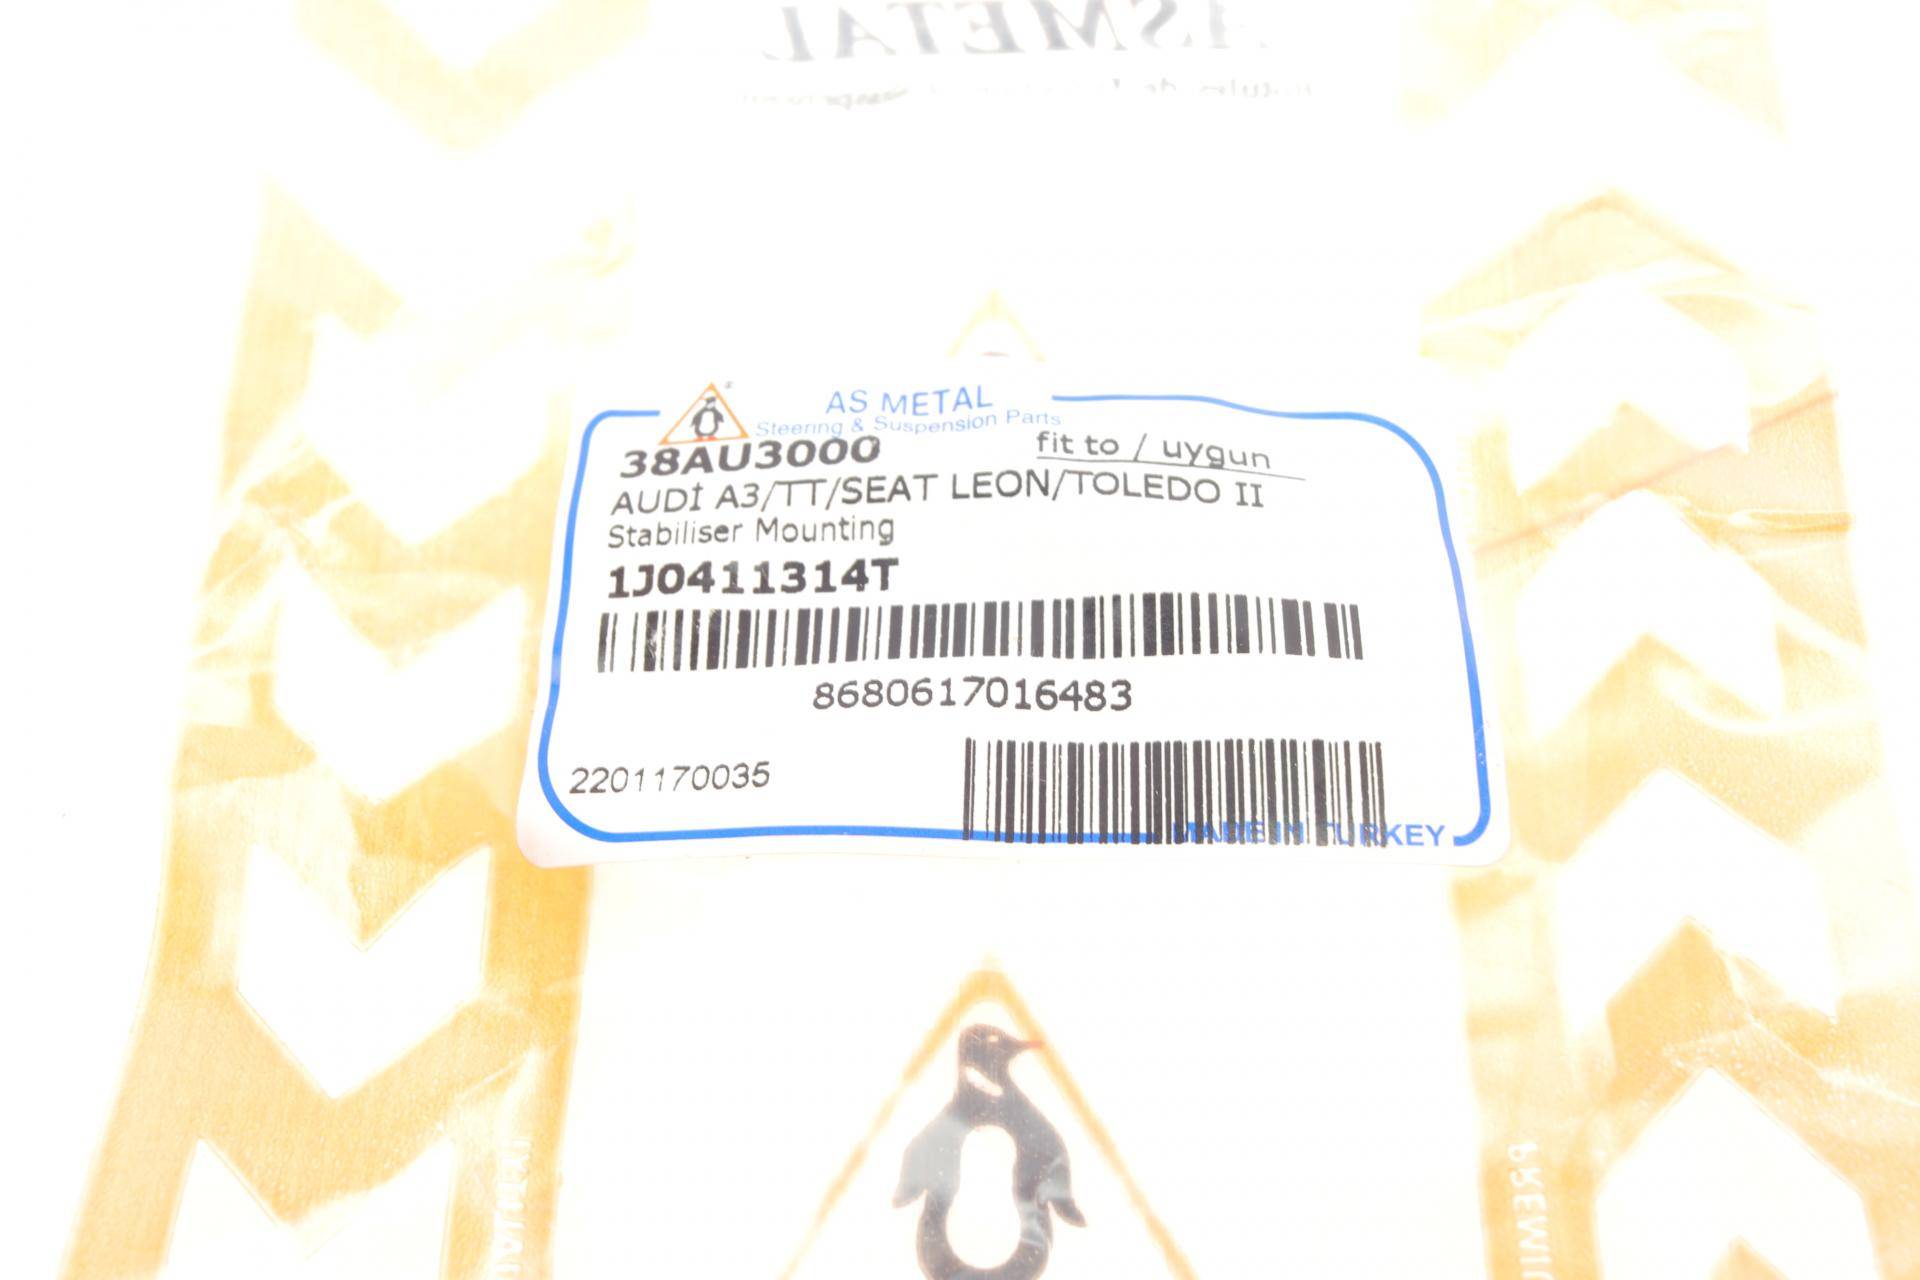 ASMETAL
AS METAL
Steering & Suspension Parts
38AU3000
fit to / uygun
AUDİ A3/TT/SEAT LEON/TOLEDO II
Stabiliser Mounting
1J0411314T
8680617016483
2201170035
MADE IN TURKEY